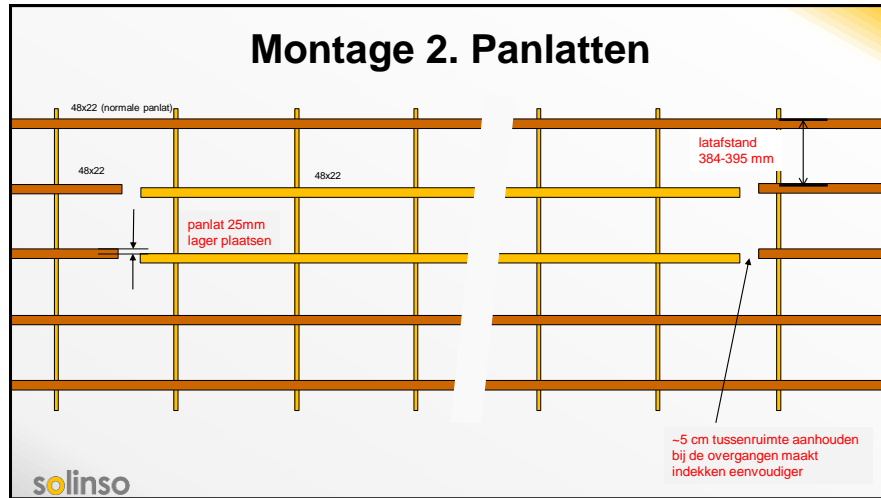 Montage 2. Panlatten
48x22 (normale panlat)
latafstand
384-395 mm
48x22
48x22
panlat 25mm
lager plaatsen
~5 cm tussenruimte aanhouden
bij de overgangen maakt
indekken eenvoudiger
solinso